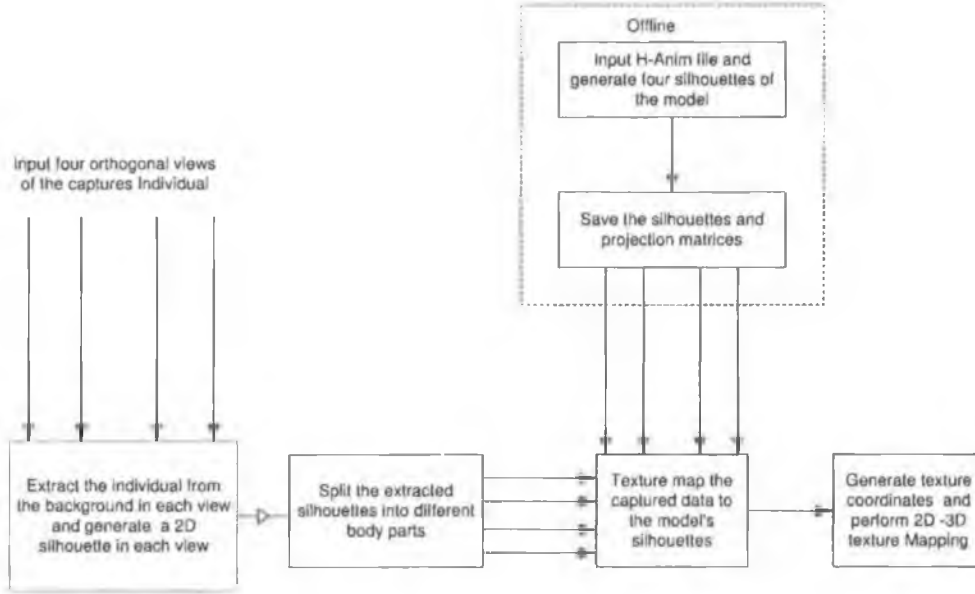 Offline
Input H-Anim file and
generate four silhouettes of
the model
Input four orthogonal views
of the captures Individual
Save the silhouettes and
projection matrices
Extract the individual from
the background in each view
and generate a 2D
silhouette in each view
Split the extracted
silhouettes into different
body parts
Texture map the
captured data to
the model's
silhouettes
Generate texture
coordinates and
perform 2D -3D
texture Mapping